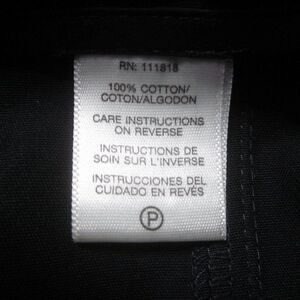 RN: 111818
100% COTTON/
COTON/ALGODON
CARE INSTRUCTIONS
ON REVERSE
INSTRUCTIONS DE
SOIN SUR L'INVERSE
INSTRUCCIONES DEL
CUIDADO EN REVÉS
P